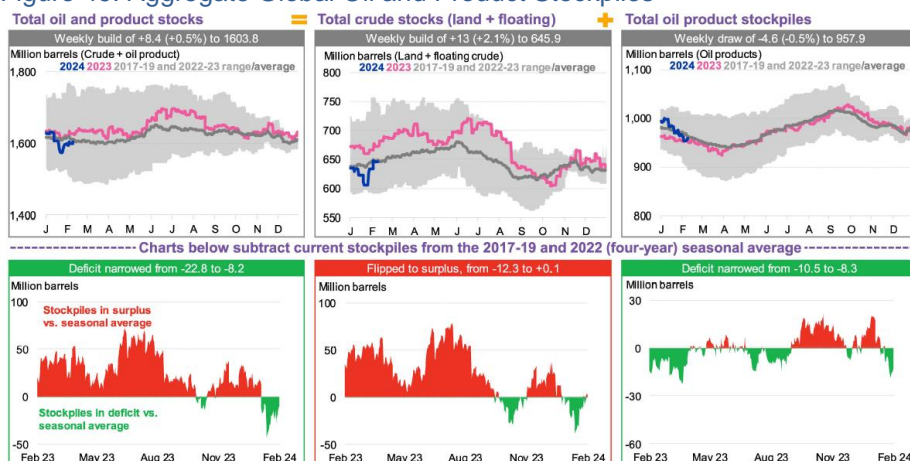 Figure 45: Aggregate Global Oil and Product Stockpiles
Total oil and product stocks
=
Total crude stocks (land + floating)
+
Total oil product stockpiles
Weekly build of +8.4 (+0.5%) to 1603.8
Million barrels (Crude + oil product)
2024 2023 2017-19 and 2022-23 range/average
1,800
1,600
1,400
J F M A M J J A S O N D
Weekly build of +13 (+2.1%) to 645.9
Million barrels (Land + floating crude)
2024 2023 2017-19 and 2022-23 range/average
800
750
700
650
600
550
J F M A M J J A S O N D
Weekly draw of -4.6 (-0.5%) to 957.9
Million barrels (Oil products)
2024 2023 2017-19 and 2022-23 range/average
1,100
1,000
900
800
J F M A M J J A S O N D
Charts below subtract current stockpiles from the 2017-19 and 2022 (four-year) seasonal average
Deficit narrowed from -22.8 to -8.2
Million barrels
100
50
0
-50
Stockpiles in surplus
vs. seasonal average
Stockpiles in deficit vs.
seasonal average
Feb 23 May 23 Aug 23 Nov 23 Feb 24
Flipped to surplus, from -12.3 to +0.1
Million barrels
100
50
0
-50
Feb 23 May 23 Aug 23 Nov 23 Feb 24
Deficit narrowed from -10.5 to -8.3
Million barrels
30
0
-30
-60
Feb 23 May 23 Aug 23 Nov 23 Feb 24